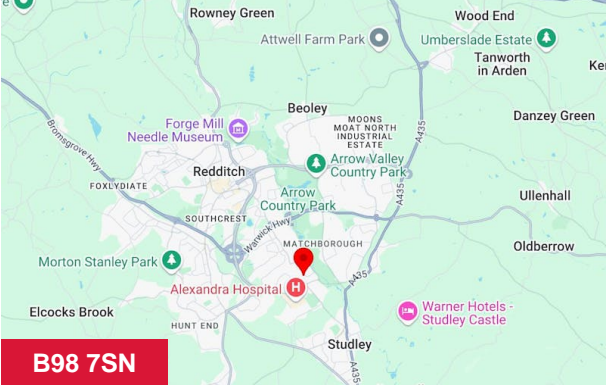 e
Rowney Green
Wood End
Attwell Farm Park
Umberslade Estate
Tanworth
in Arden
Ker
Beoley
Danzey Green
MOONS
MOAT NORTH
INDUSTRIAL
ESTATE
Forge Mill
Needle Museum
A435
Bromsgrove Hwy
Redditch
Arrow Valley
Country Park
FOXLYDIATE
Arrow
Country Park
A435
Ullenhall
SOUTHCREST
Warwick Hwy
MATCHBOROUGH
Oldberrow
Morton Stanley Park
A435
Alexandra Hospital
H
Warner Hotels -
Studley Castle
Elcocks Brook
HUNT END
Studley
A435
B98 7SN